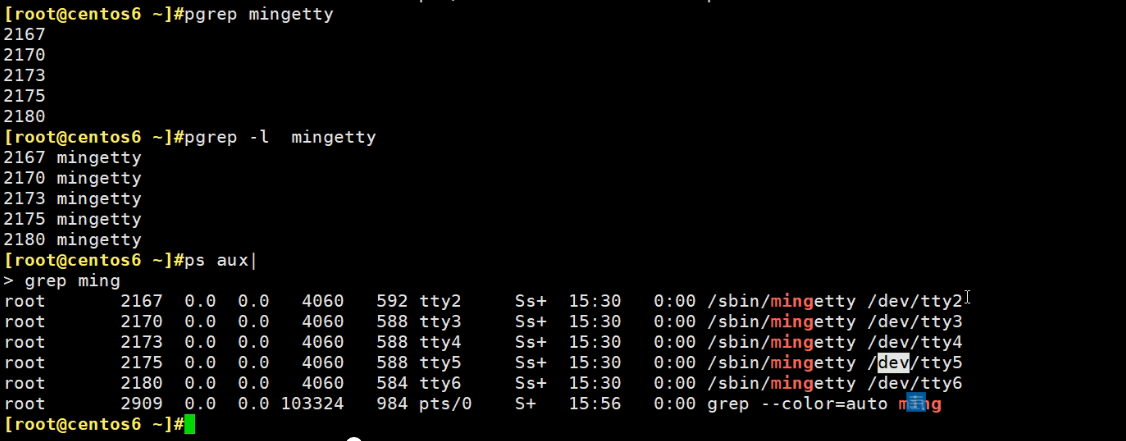 [root@centos6 ~]#pgrep mingetty
2167
2170
2173
2175
2180
[root@centos6 ~]#pgrep -l  mingetty
2167 mingetty
2170 mingetty
2173 mingetty
2175 mingetty
2180 mingetty
[root@centos6 ~]#ps aux|
> grep ming
root       2167  0.0  0.0   4060   592 tty2     Ss+  15:30   0:00 /sbin/mingetty /dev/tty2
root       2170  0.0  0.0   4060   588 tty3     Ss+  15:30   0:00 /sbin/mingetty /dev/tty3
root       2173  0.0  0.0   4060   588 tty4     Ss+  15:30   0:00 /sbin/mingetty /dev/tty4
root       2175  0.0  0.0   4060   588 tty5     Ss+  15:30   0:00 /sbin/mingetty /dev/tty5
root       2180  0.0  0.0   4060   584 tty6     Ss+  15:30   0:00 /sbin/mingetty /dev/tty6
root       2909  0.0  0.0 103324   984 pts/0    S+   15:56   0:00 grep --color=auto ming
[root@centos6 ~]#